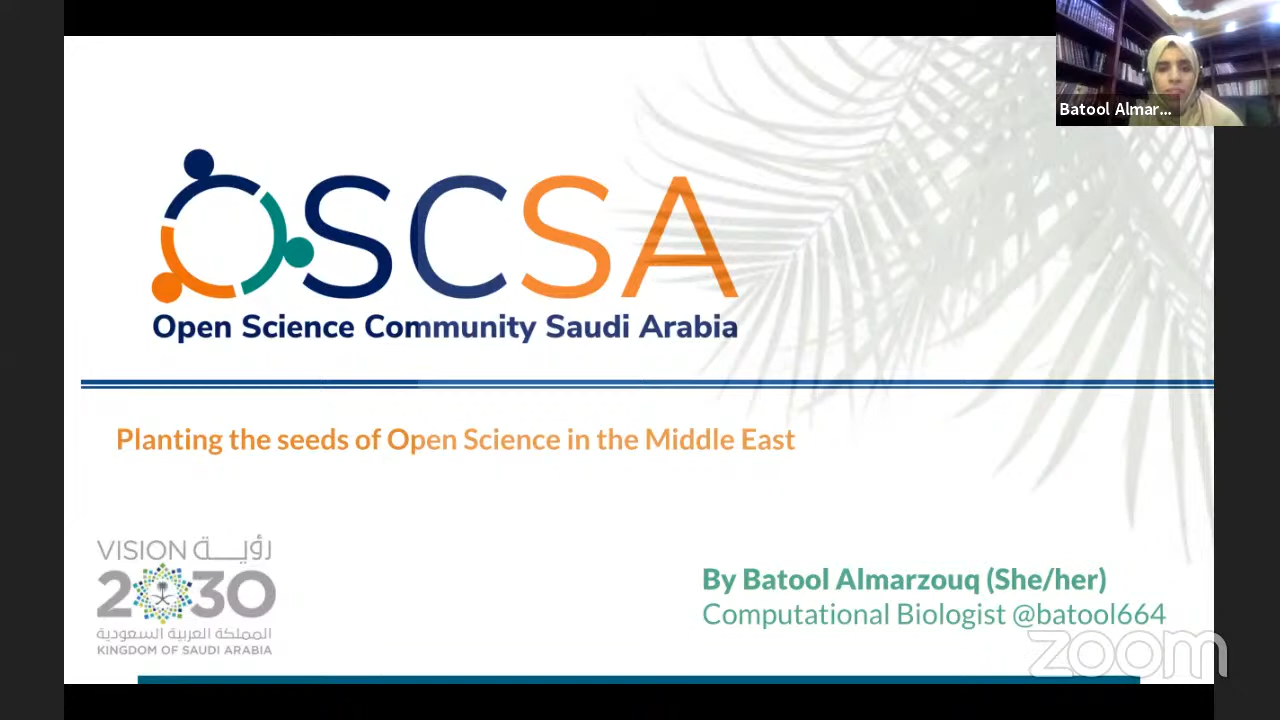 Batool Almar...
OSCSA
Open Science Community Saudi Arabia
Planting the seeds of Open Science in the Middle East
VISION رؤيـــة
2030
المملكة العربية السعودية
KINGDOM OF SAUDI ARABIA
By Batool Almarzouq (She/her)
Computational Biologist @batool664
zoom